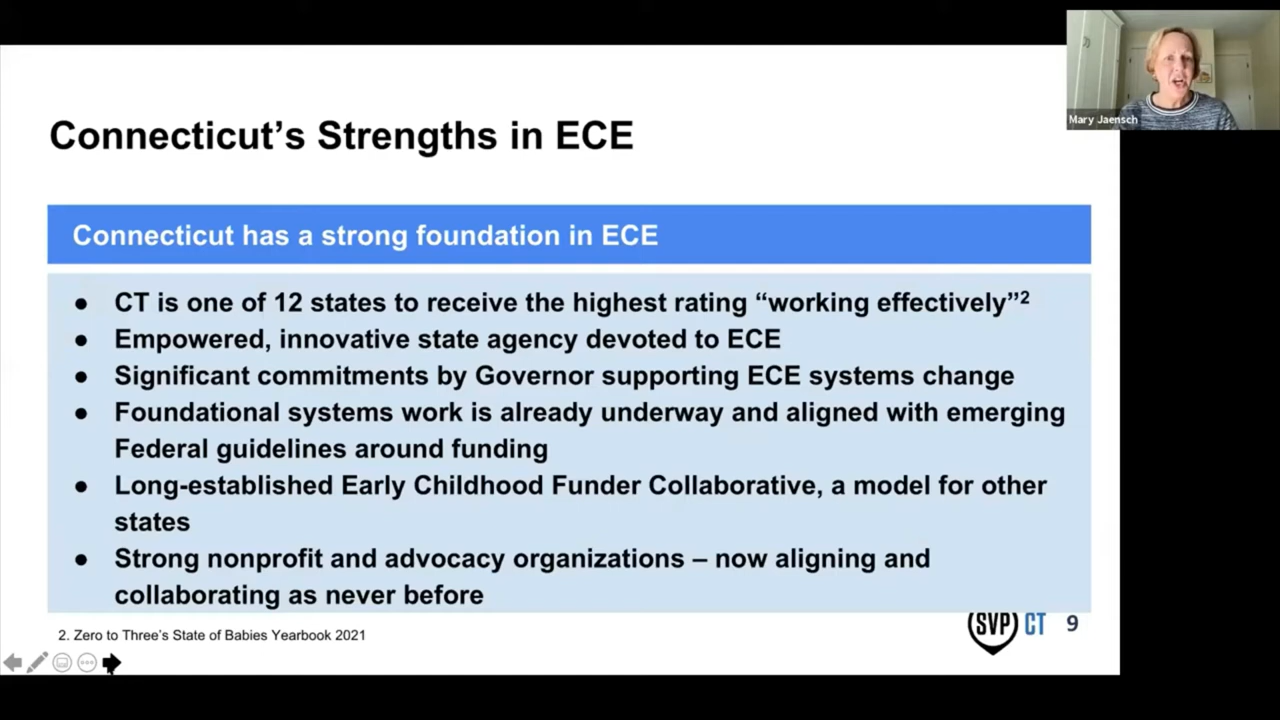 Mary Jaensch
Connecticut’s Strengths in ECE
Connecticut has a strong foundation in ECE
● CT is one of 12 states to receive the highest rating “working effectively”²
● Empowered, innovative state agency devoted to ECE
● Significant commitments by Governor supporting ECE systems change
● Foundational systems work is already underway and aligned with emerging
Federal guidelines around funding
● Long-established Early Childhood Funder Collaborative, a model for other
states
● Strong nonprofit and advocacy organizations – now aligning and
collaborating as never before
2. Zero to Three’s State of Babies Yearbook 2021
SVP CT 9